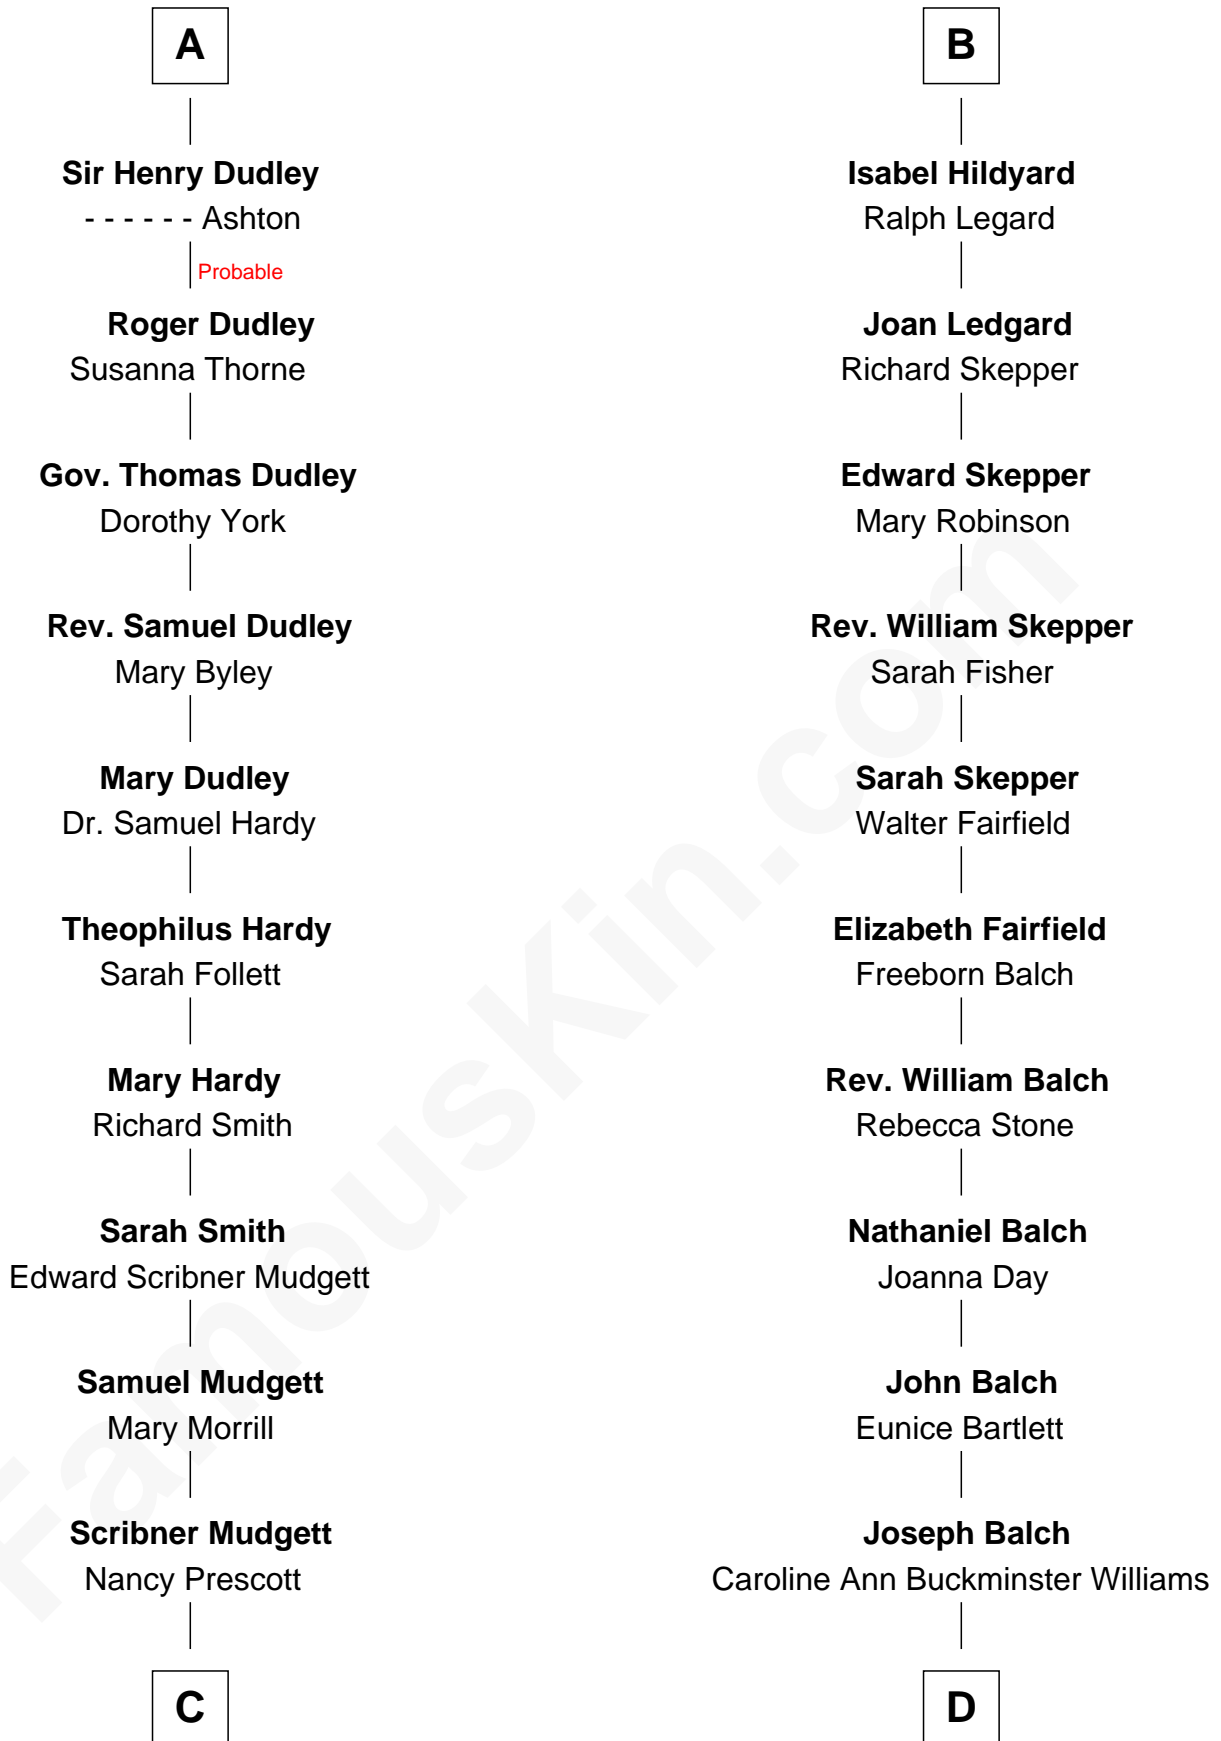 A
Sir Henry Dudley
- - - - - - Ashton
Probable
Roger Dudley
Susanna Thorne
Gov. Thomas Dudley
Dorothy York
Rev. Samuel Dudley
Mary Byley
Mary Dudley
Dr. Samuel Hardy
Theophilus Hardy
Sarah Follett
Mary Hardy
Richard Smith
Sarah Smith
Edward Scribner Mudgett
Samuel Mudgett
Mary Morrill
Scribner Mudgett
Nancy Prescott
C
B
Isabel Hildyard
Ralph Legard
Joan Ledgard
Richard Skepper
Edward Skepper
Mary Robinson
Rev. William Skepper
Sarah Fisher
Sarah Skepper
Walter Fairfield
Elizabeth Fairfield
Freeborn Balch
Rev. William Balch
Rebecca Stone
Nathaniel Balch
Joanna Day
John Balch
Eunice Bartlett
Joseph Balch
Caroline Ann Buckminster Williams
D
FamousKin.com